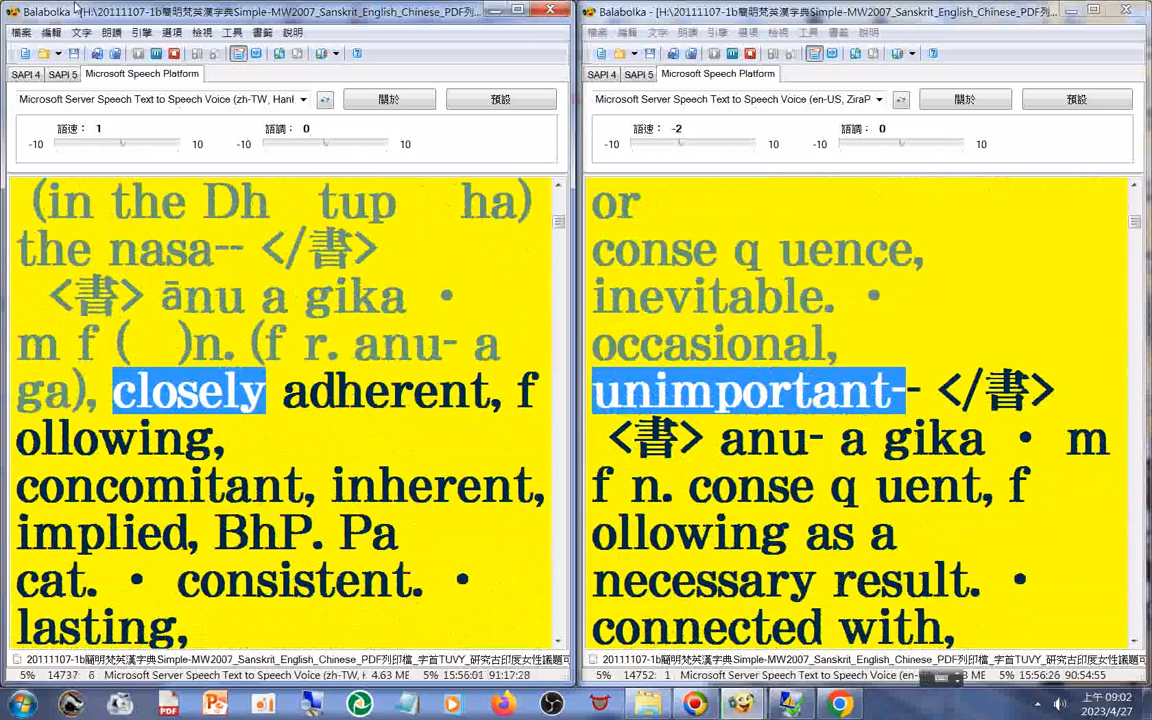 Balabolka - [H:\20111107-1b簡明梵英漢字典Simple-MW2007_Sanskrit_English_Chinese_PDF列...
檔案 編輯 文字 朗讀 引擎 選項 檢視 工具 書籤 說明
SAPI 4 SAPI 5 Microsoft Speech Platform
Microsoft Server Speech Text to Speech Voice (zh-TW, Hanl
關於 預設
語速： 1 語調： 0
-10 10 -10 10
(in the Dh tup ha)
the nasa-- </書>
<書> ānu a gika •
m f ( )n. (f r. anu- a
ga), closely adherent, f
ollowing,
concomitant, inherent,
implied, BhP. Pa
cat. • consistent. •
lasting,
20111107-1b簡明梵英漢字典Simple-MW2007_Sanskrit_English_Chinese_PDF列印檔_字首TUVY_研究古印度女性議題可
5% 14737: 6 Microsoft Server Speech Text to Speech Voice (zh-TW, H 4.63 ME 5% 15:56:01 91:17:28
Balabolka - [H:\20111107-1b簡明梵英漢字典Simple-MW2007_Sanskrit_English_Chinese_PDF列...
檔案 編輯 文字 朗讀 引擎 選項 檢視 工具 書籤 說明
SAPI 4 SAPI 5 Microsoft Speech Platform
Microsoft Server Speech Text to Speech Voice (en-US, ZiraP
關於 預設
語速： -2 語調： 0
-10 10 -10 10
or
conse q uence,
inevitable. •
occasional,
unimportant-- </書>
<書> anu- a gika • m
f n. conse q uent, f
ollowing as a
necessary result. •
connected with,
20111107-1b簡明梵英漢字典Simple-MW2007_Sanskrit_English_Chinese_PDF列印檔_字首TUVY_研究古印度女性議題可
5% 14752: 1 Microsoft Server Speech Text to Speech Voice (en-US, Z 4.63 ME 5% 15:56:26 90:54:55
上午 09:02
2023/4/27